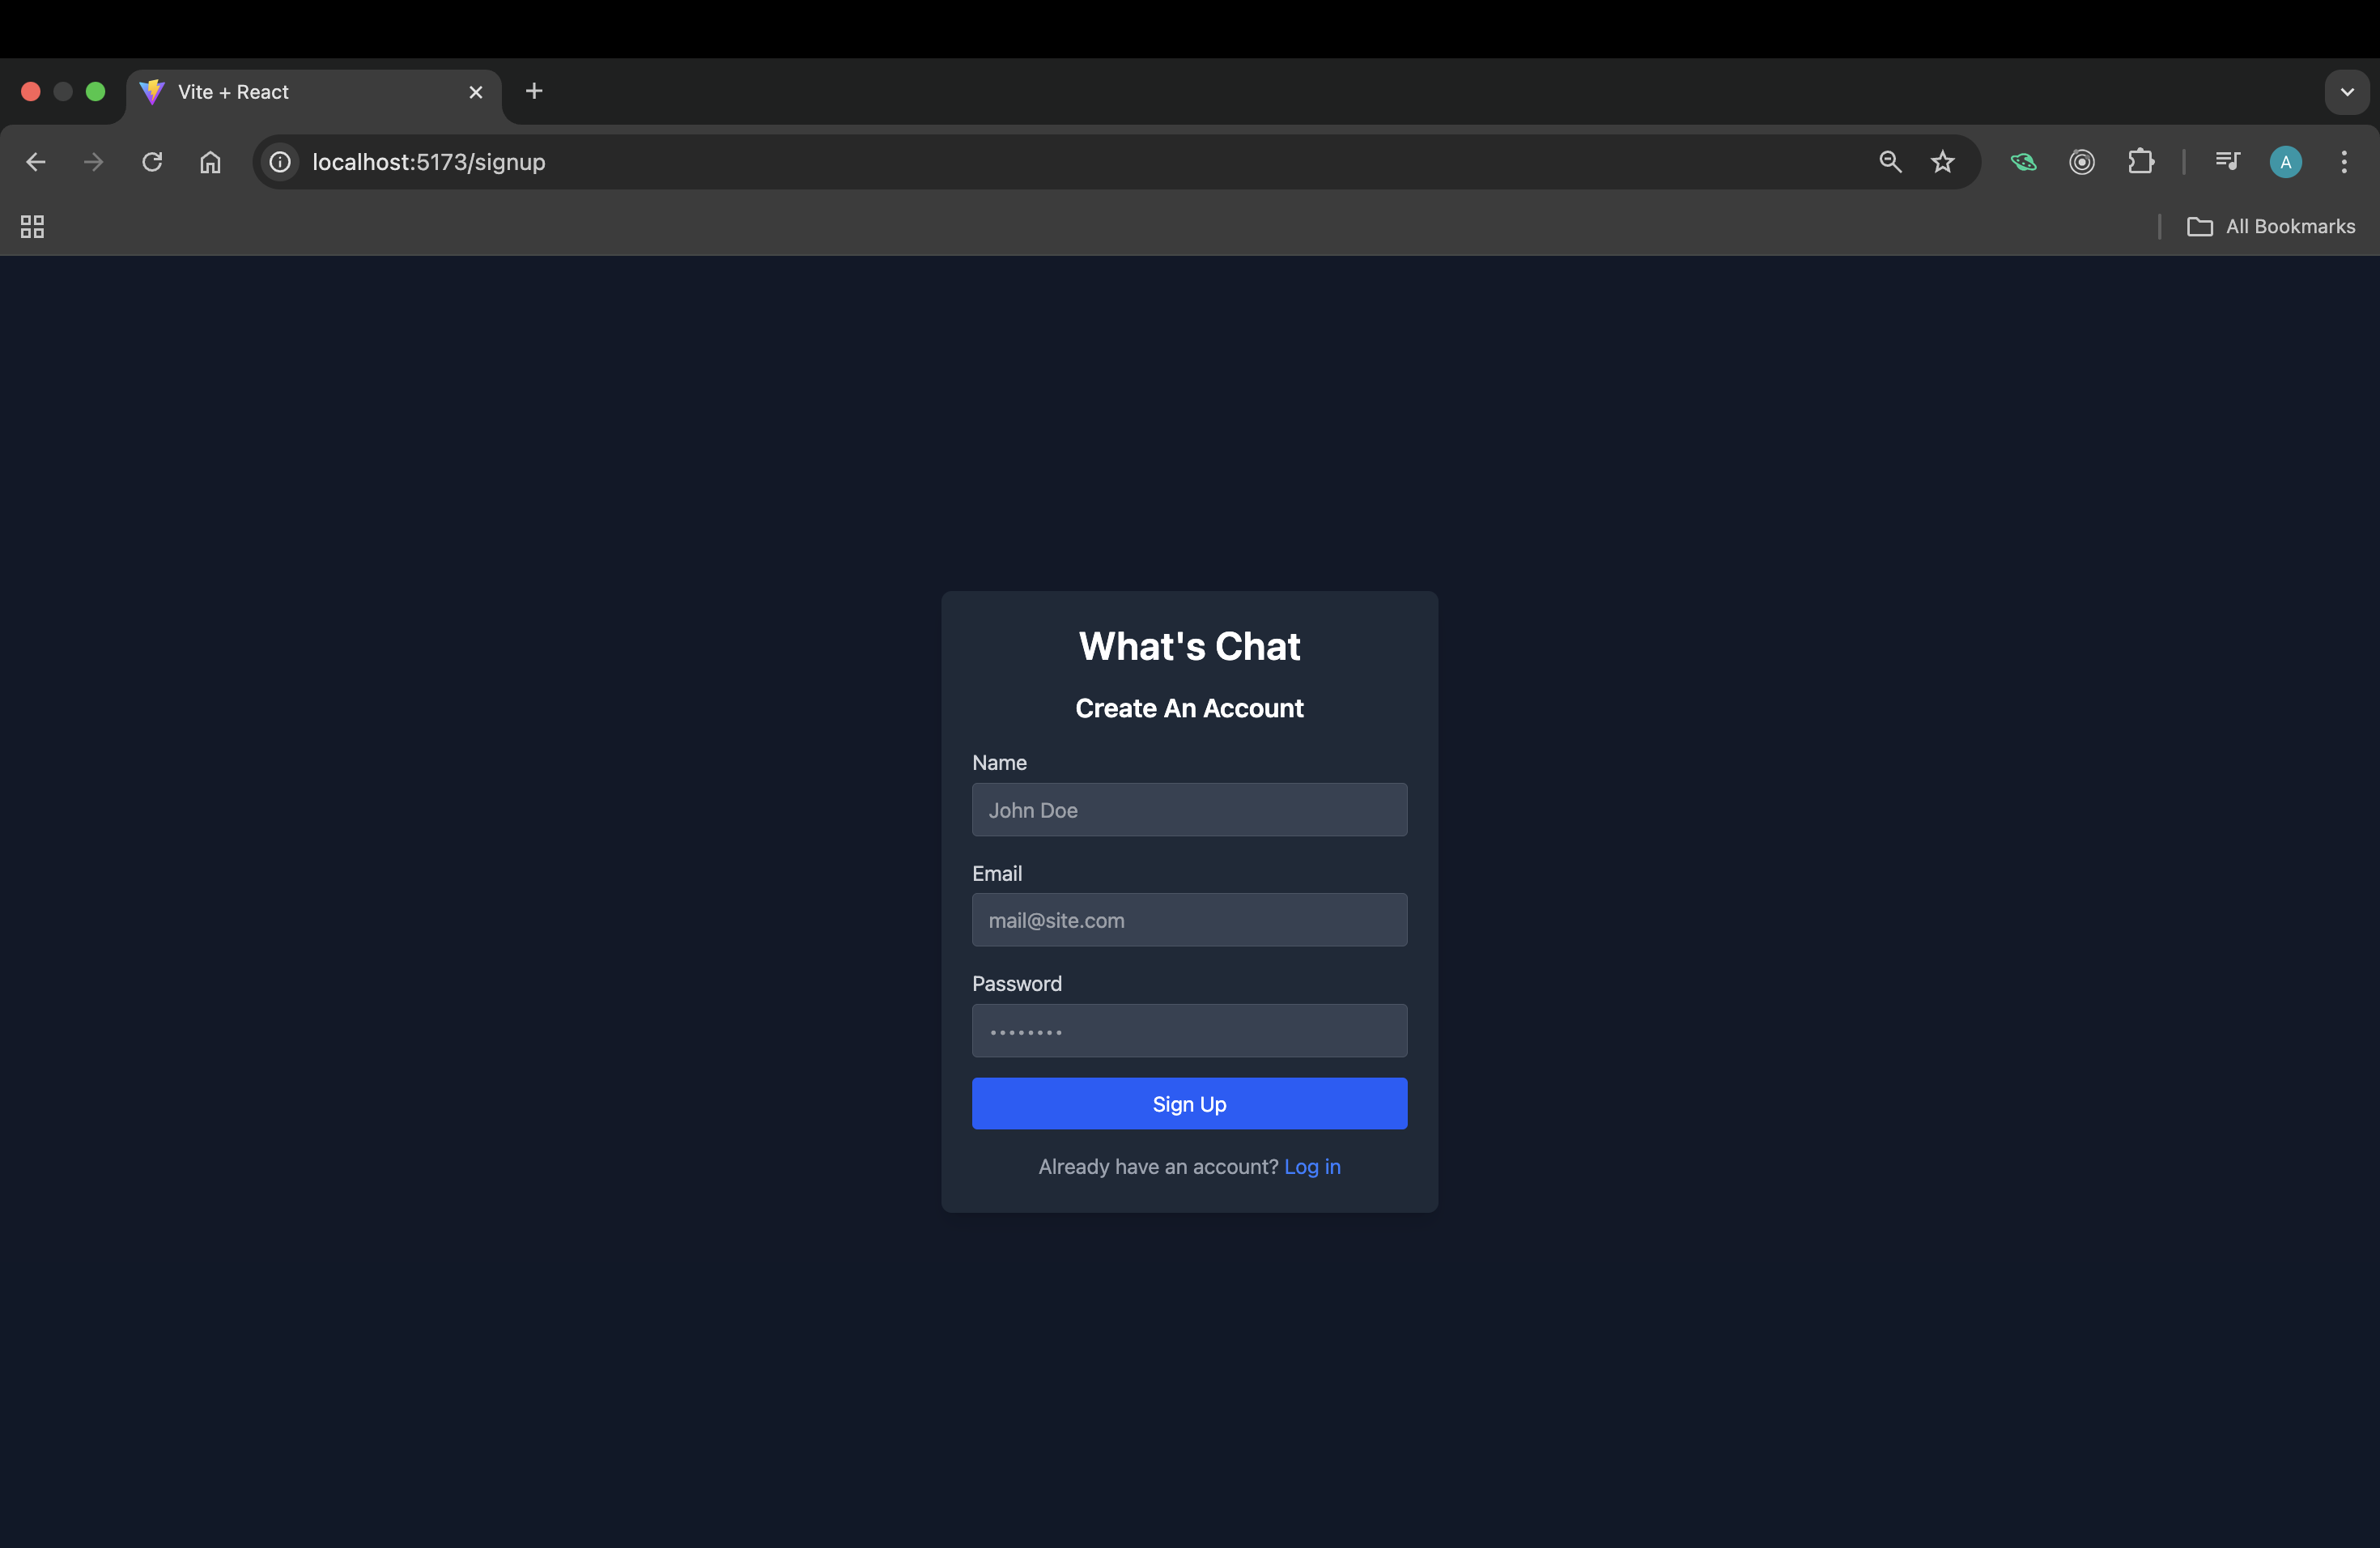 Vite + React
localhost:5173/signup
A
All Bookmarks
What's Chat
Create An Account
Name
John Doe
Email
mail@site.com
Password
••••••••
Sign Up
Already have an account? Log in